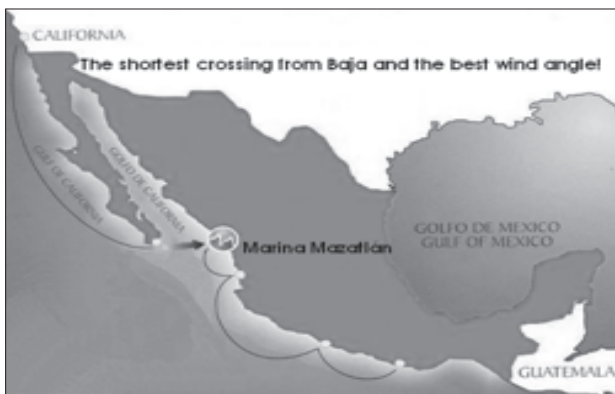 CALIFORNIA
The shortest crossing from Baja and the best wind angle!
GULF OF CALIFORNIA
GOLFO DE CALIFORNIA
Marina Mazatlán
GOLFO DE MEXICO
GULF OF MEXICO
GUATEMALA